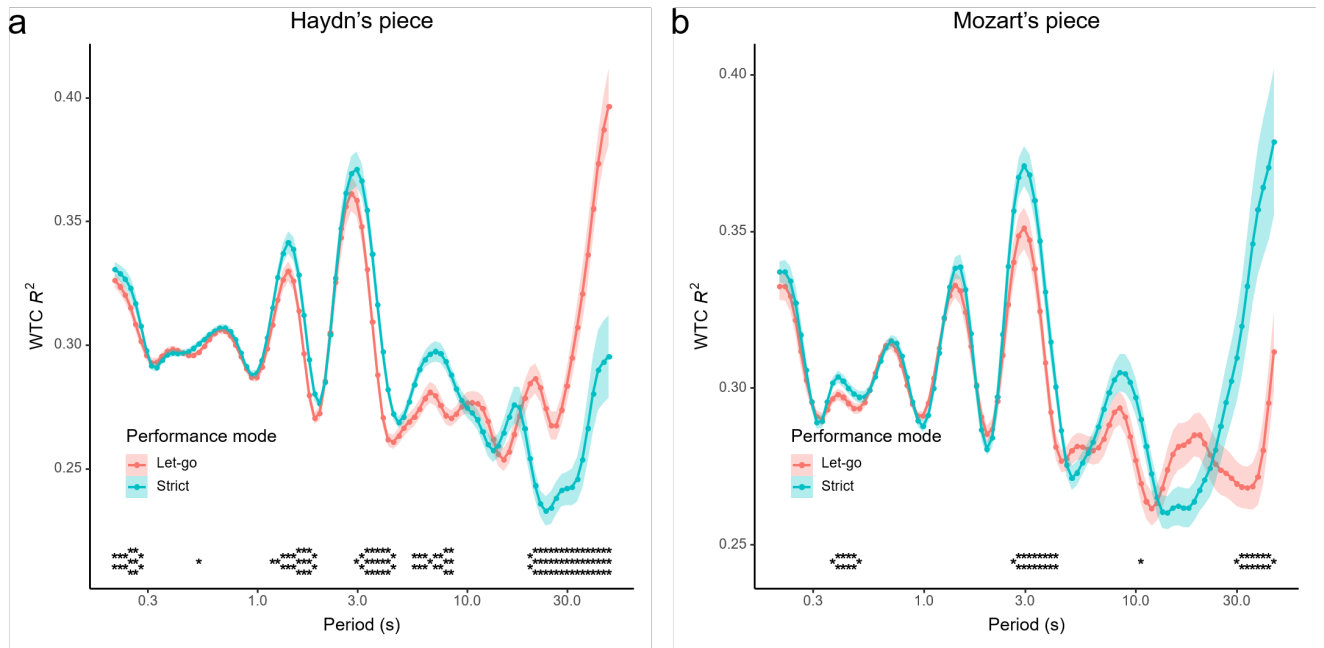 a
Haydn's piece
0.40
0.35
0.30
0.25
WTC R²
Performance mode
Let-go
Strict
0.3 1.0 3.0 10.0 30.0
Period (s)
b
Mozart's piece
0.40
0.35
0.30
0.25
WTC R²
Performance mode
Let-go
Strict
0.3 1.0 3.0 10.0 30.0
Period (s)